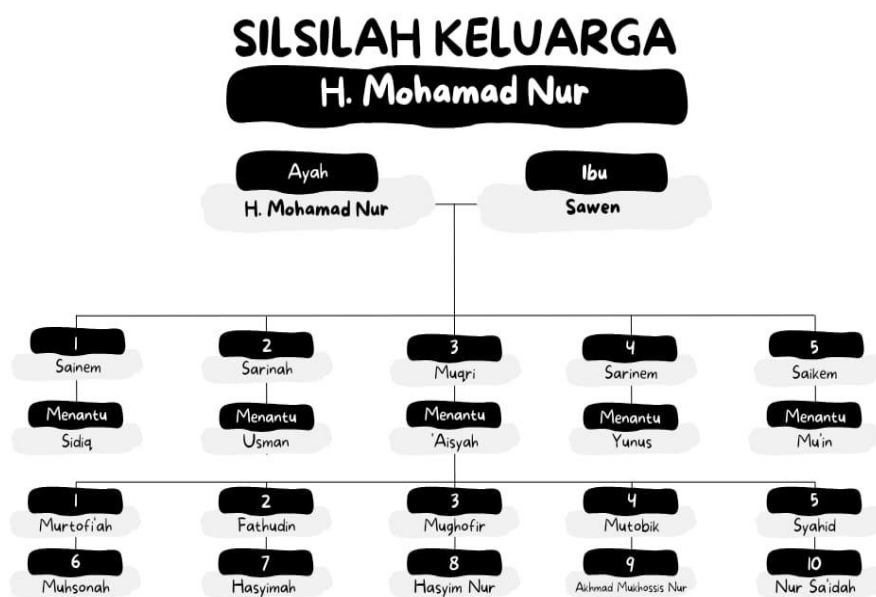 SILSILAH KELUARGA
H. Mohamad Nur
Ayah
Ibu
H. Mohamad Nur
Sawen
1
2
3
4
5
Sainem
Sarinah
Muqri
Sarinem
Saikem
Menantu
Menantu
Menantu
Menantu
Menantu
Sidiq
Usman
'Aisyah
Yunus
Mu'in
1
2
3
4
5
Murtofi'ah
Fathudin
Mughofir
Mutobik
Syahid
6
7
8
9
10
Muhsonah
Hasyimah
Hasyim Nur
Akhmad Mukhossis Nur
Nur Sa'idah